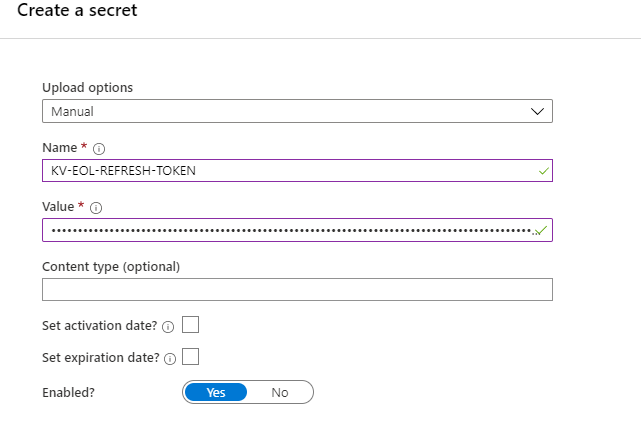 Create a secret
Upload options
Manual
Name *
KV-EOL-REFRESH-TOKEN
Value *
Content type (optional)
Set activation date?
Set expiration date?
Enabled?
Yes No